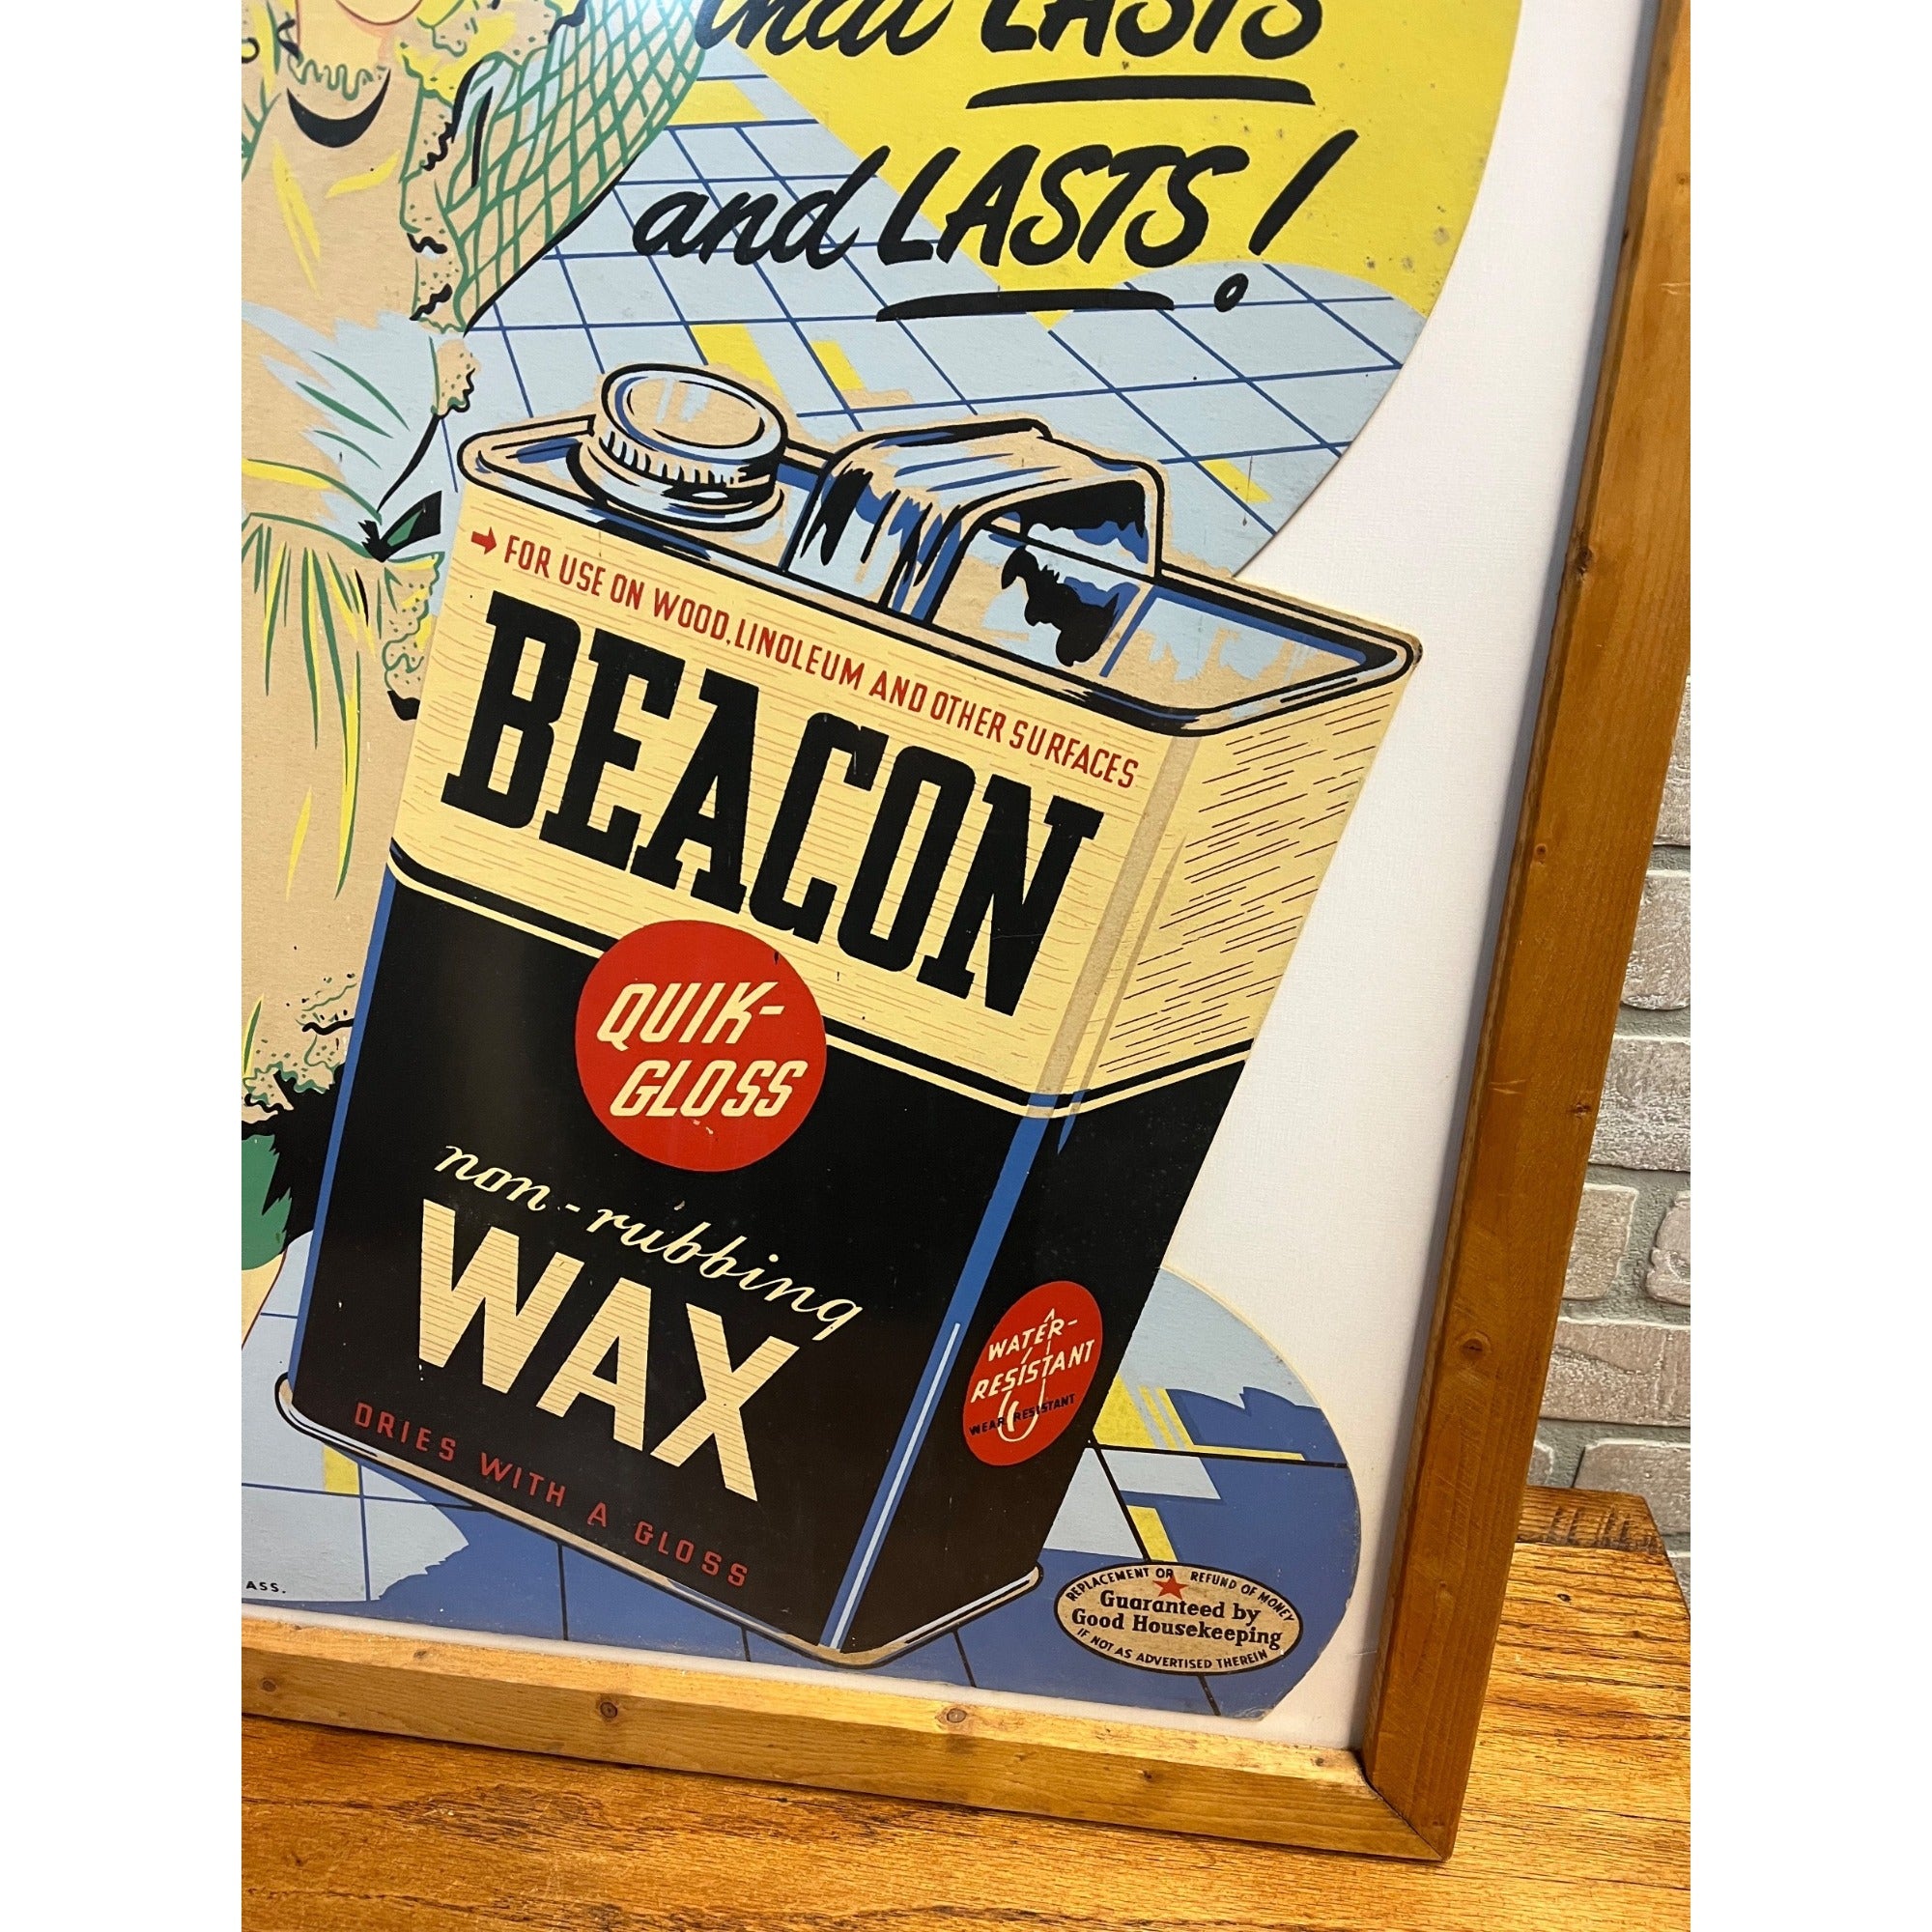 that LASTS
and LASTS!
FOR USE ON WOOD, LINOLEUM AND OTHER SURFACES
BEACON
QUIK-
GLOSS
non-rubbing
WAX
DRIES WITH A GLOSS
WATER-
RESISTANT
WEAR RESISTANT
ASS.
REPLACEMENT OR REFUND OF MONEY
Guaranteed by
Good Housekeeping
IF NOT AS ADVERTISED THEREIN